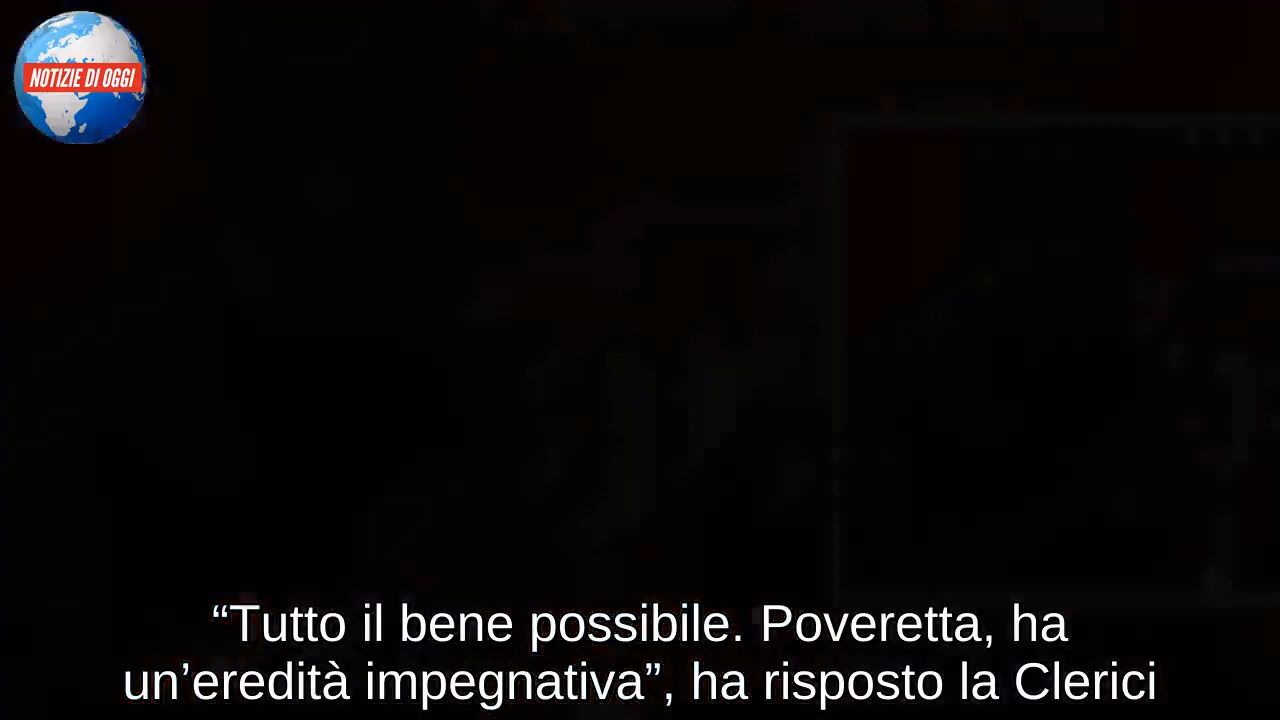 NOTIZIE DI OGGI
“Tutto il bene possibile. Poveretta, ha
un’eredità impegnativa”, ha risposto la Clerici